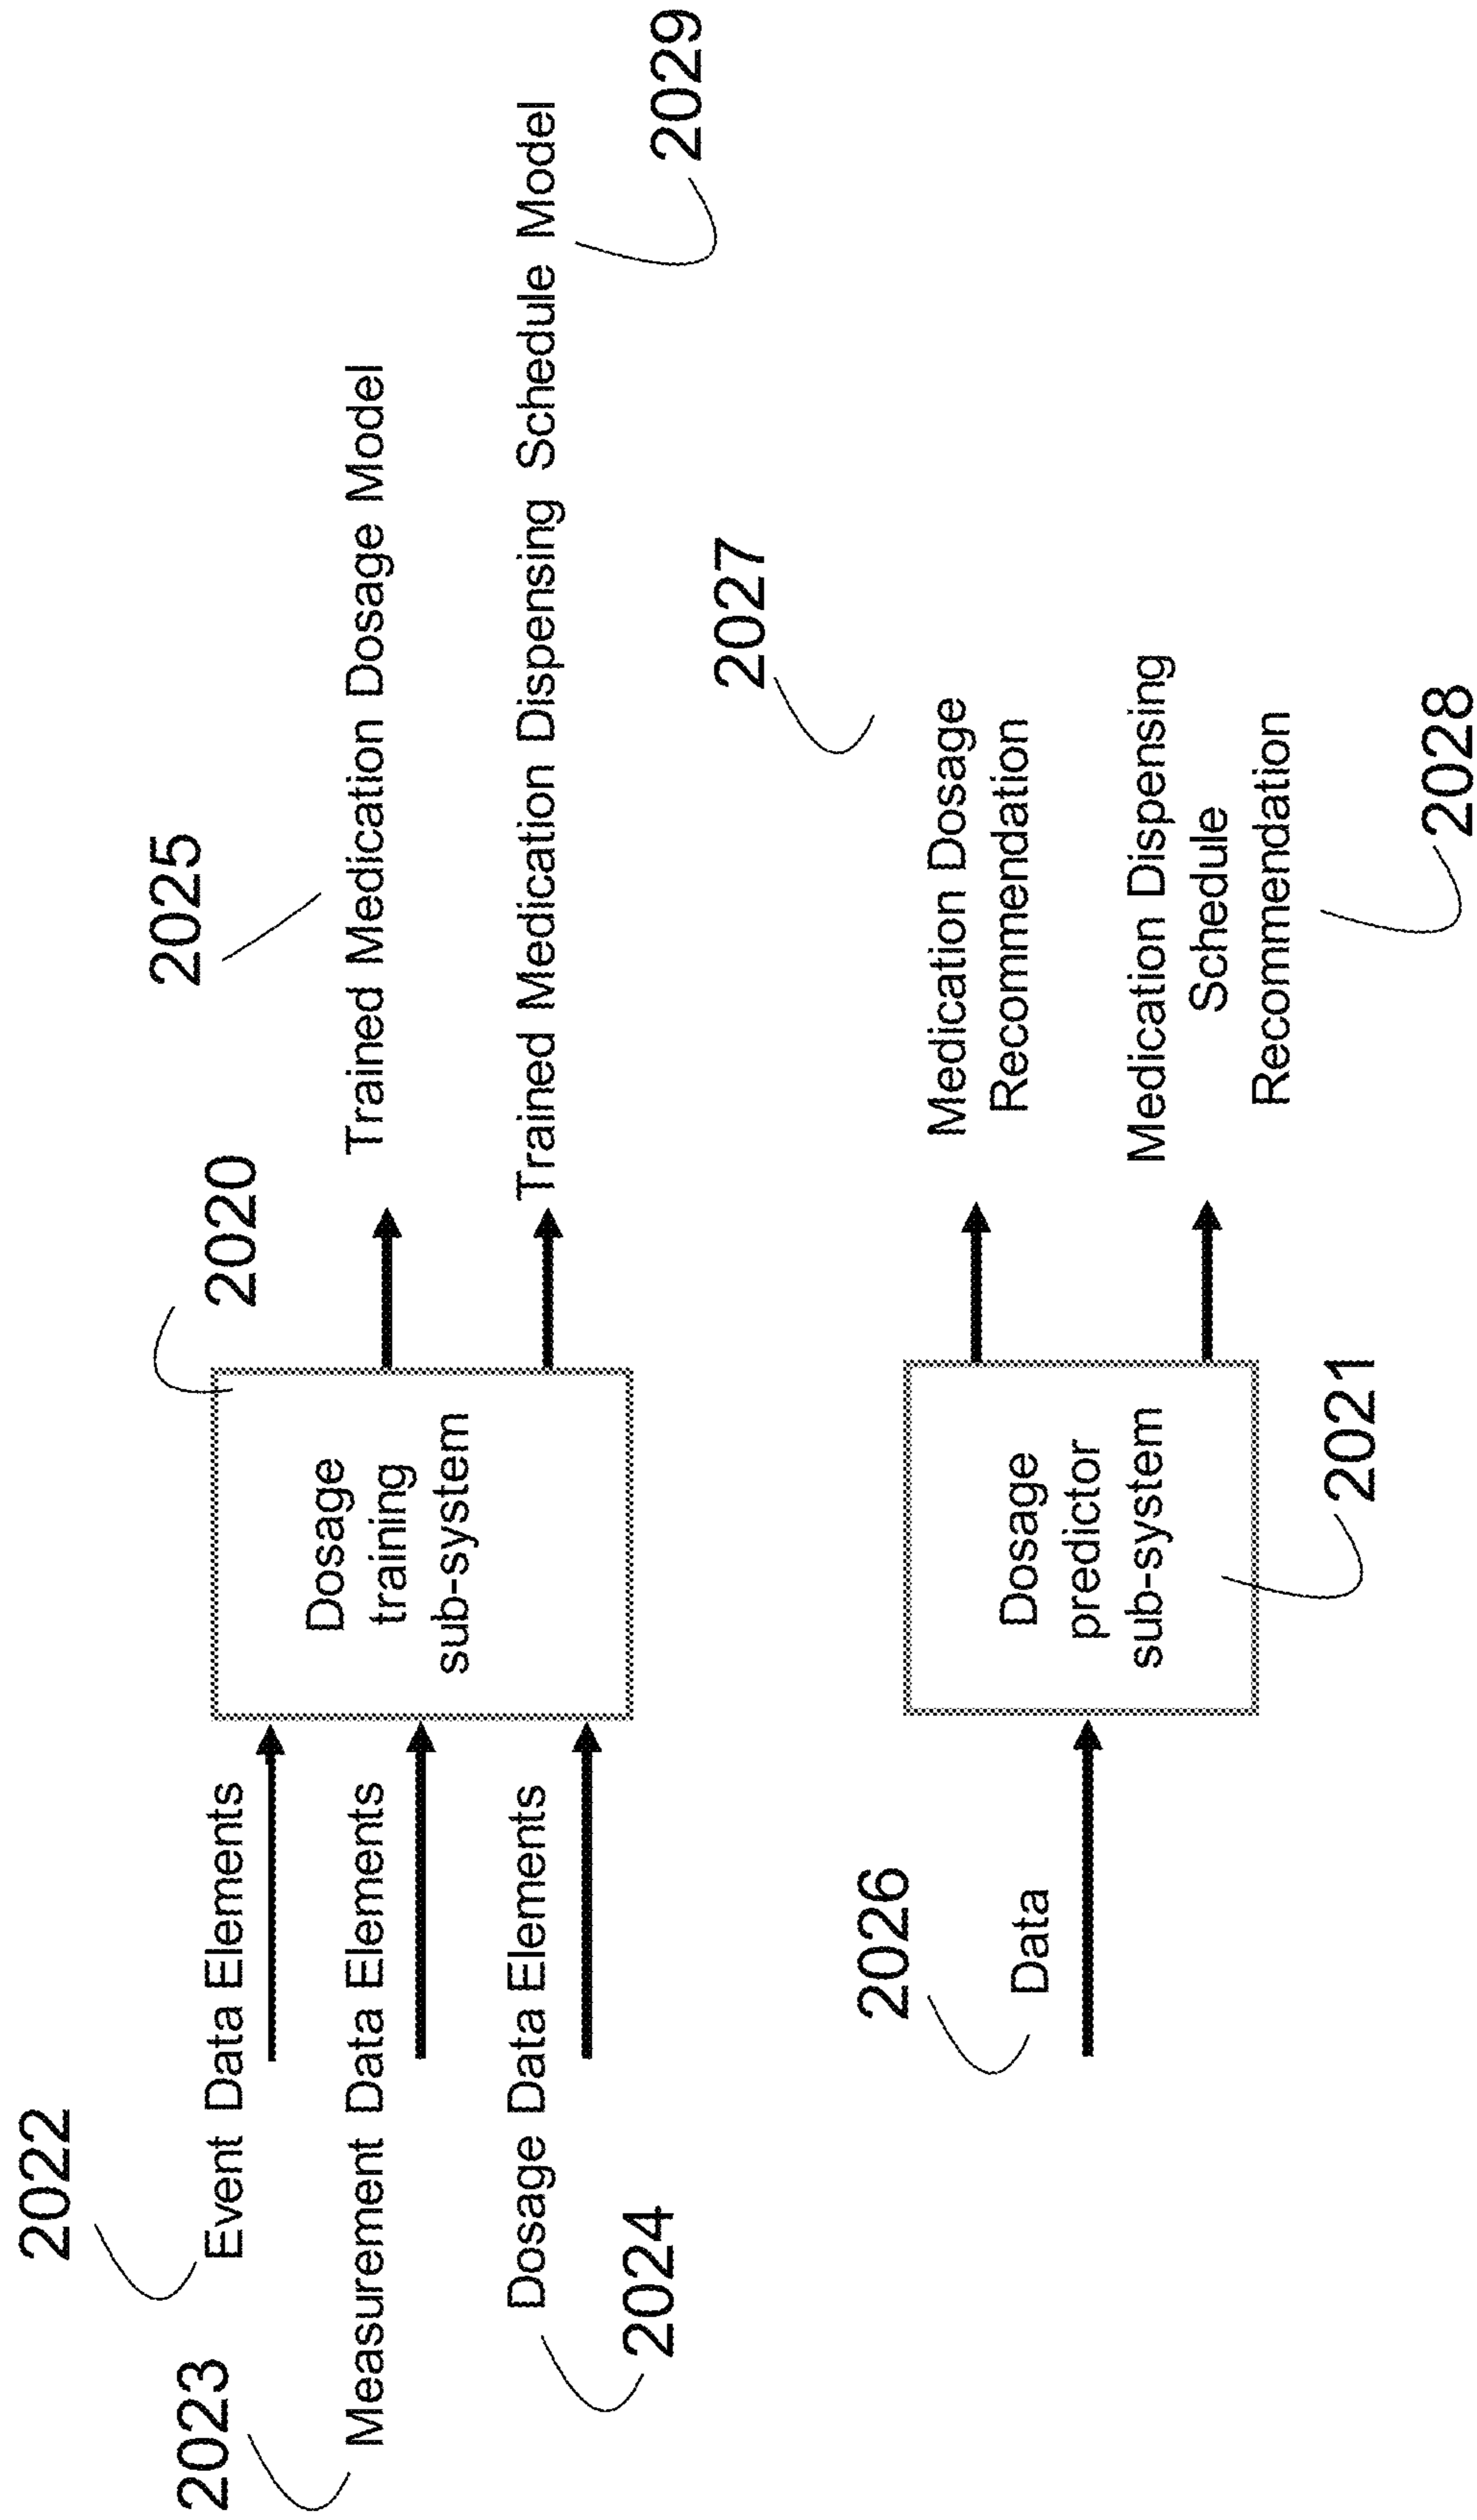 2022
Event Data Elements
2023
Measurement Data Elements
Dosage Data Elements
2024
2020
Dosage
training
sub-system
2025
Trained Medication Dosage Model
Trained Medication Dispensing Schedule Model
2029
2026
Data
Dosage
predictor
sub-system
2021
2027
Medication Dosage
Recommendation
Medication Dispensing
Schedule
Recommendation
2028